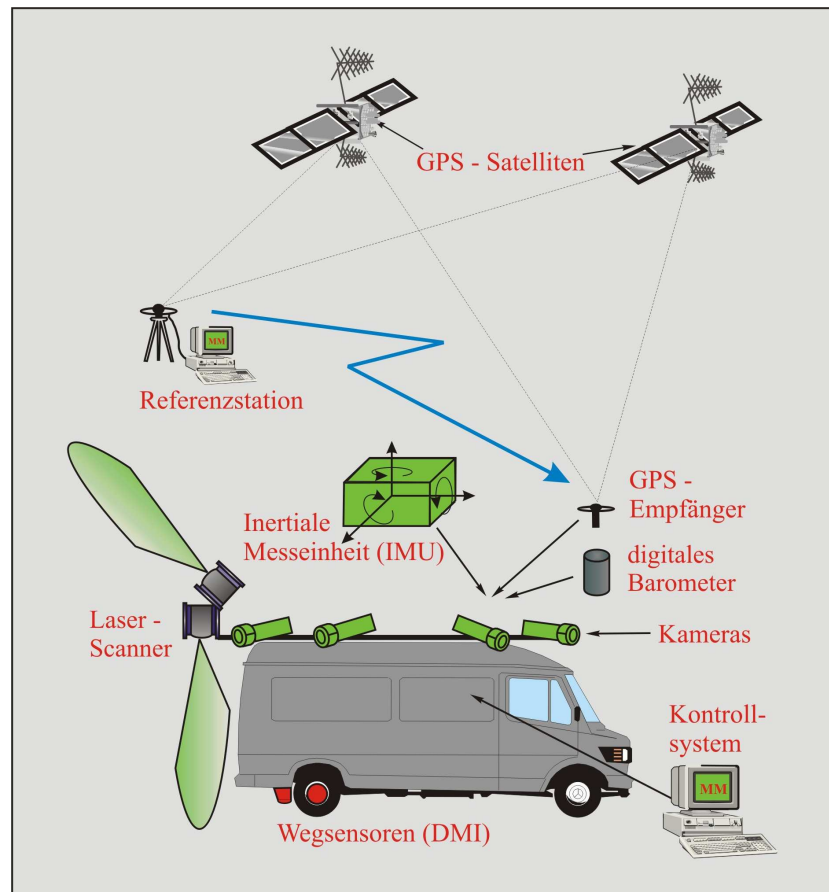 GPS - Satelliten
MM
Referenzstation
GPS -
Empfänger
Inertiale
Messeinheit (IMU)
digitales
Barometer
Laser -
Scanner
Kameras
Kontroll-
system
MM
Wegsensoren (DMI)